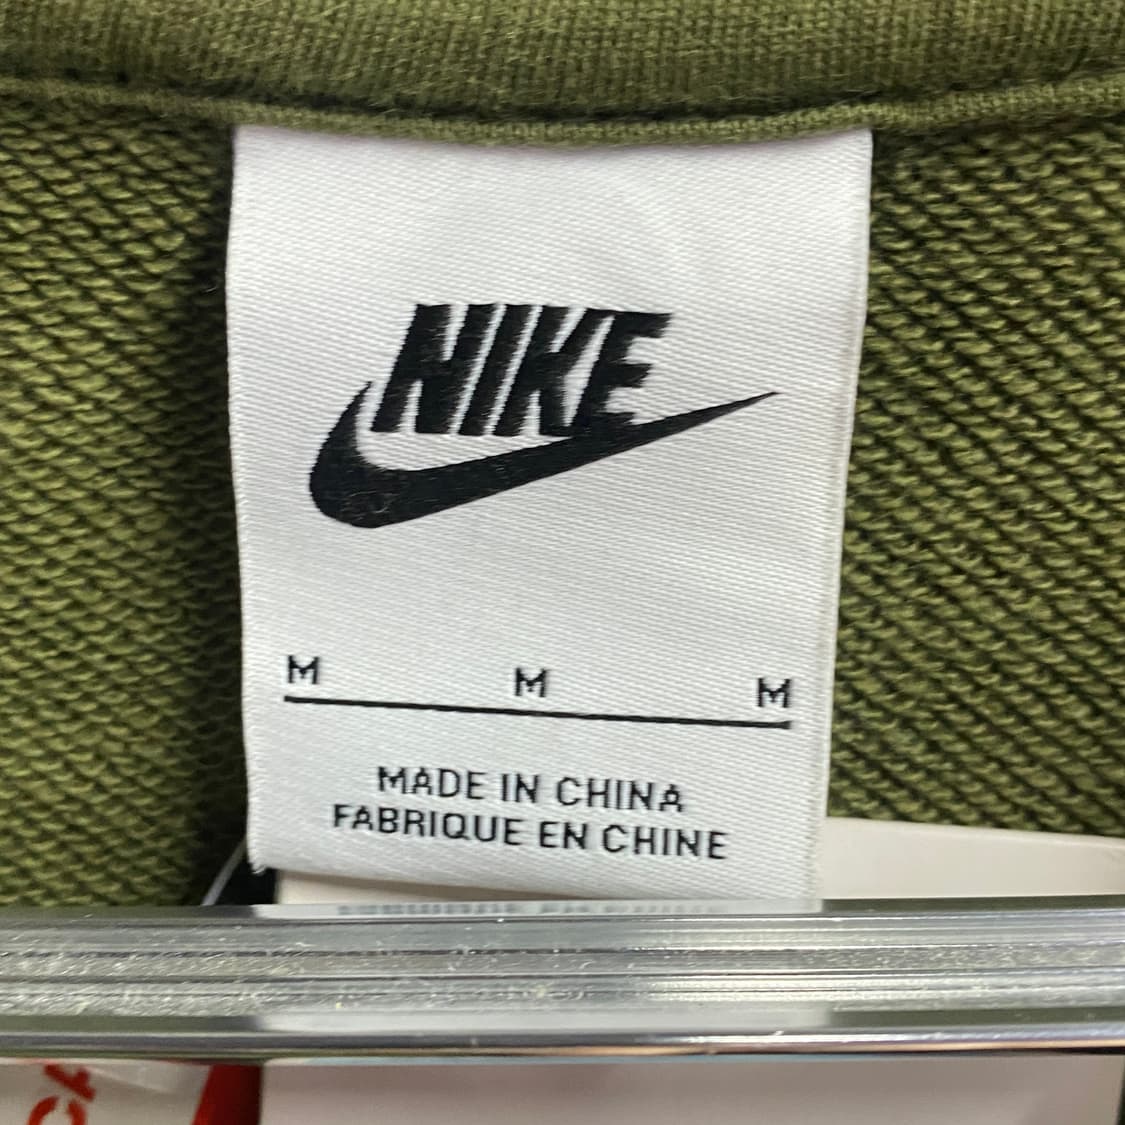 NIKE
M M M
MADE IN CHINA
FABRIQUE EN CHINE